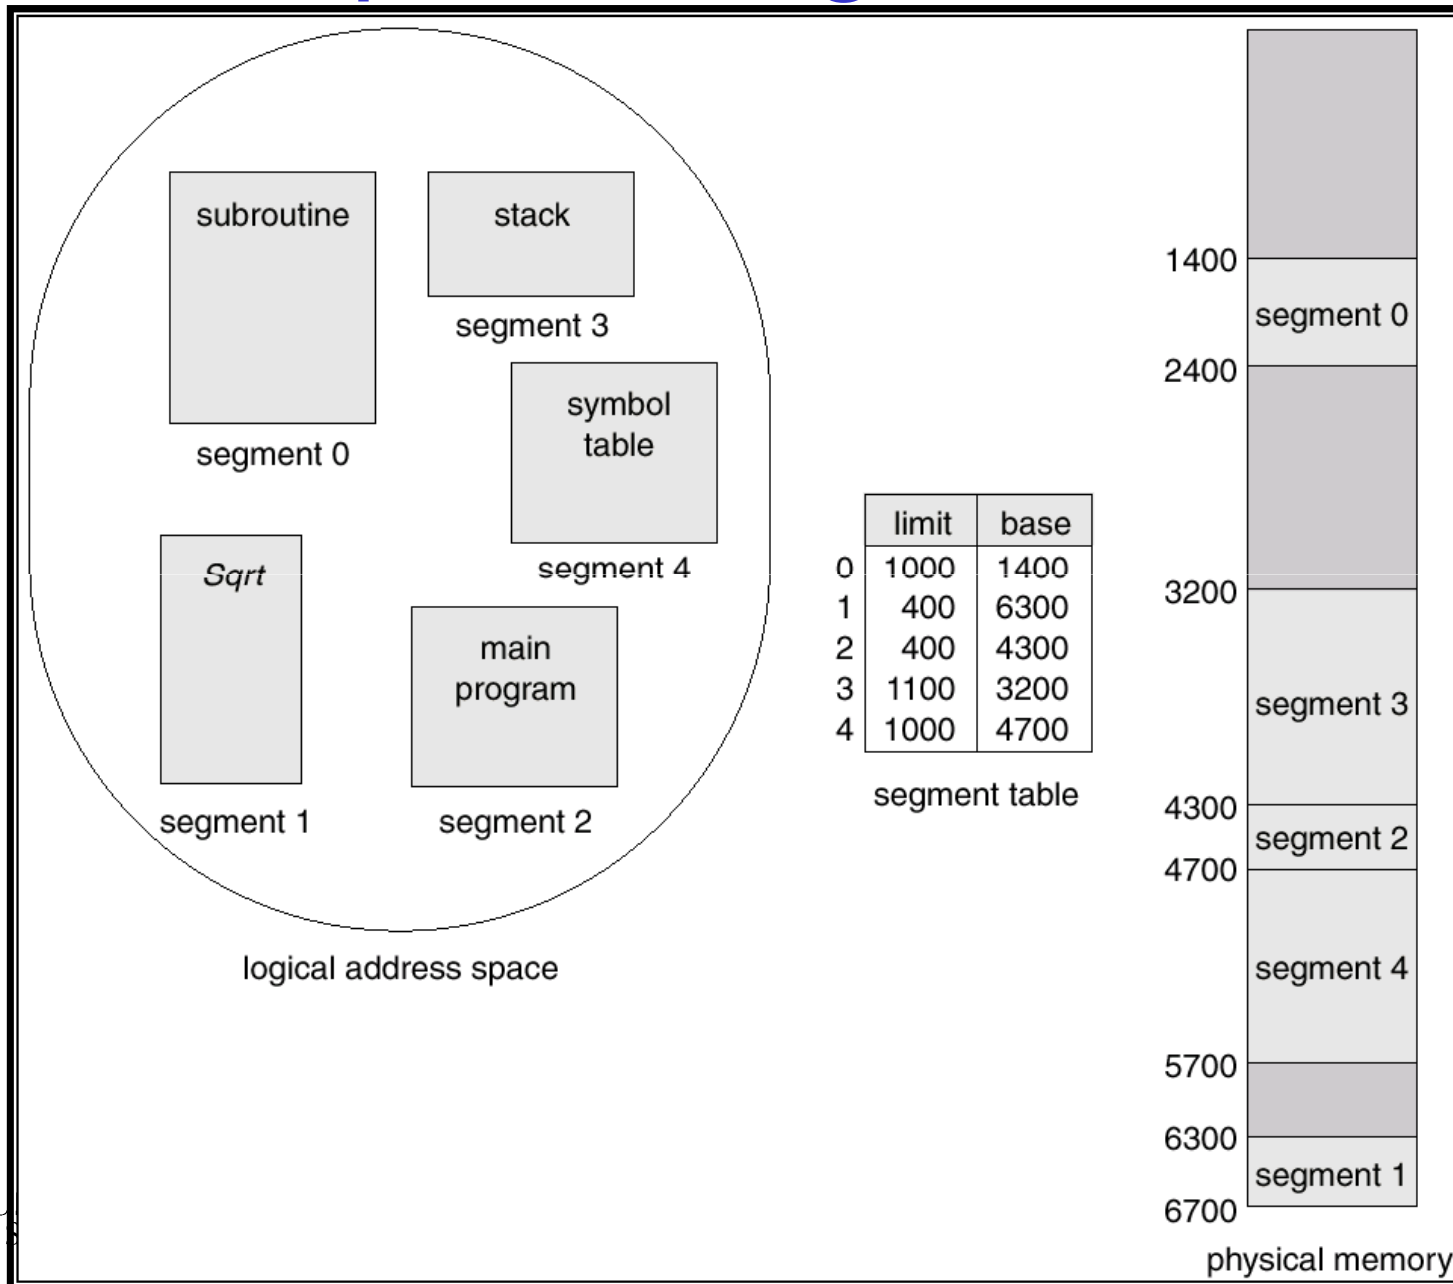 subroutine
stack
segment 3
segment 0
symbol
table
segment 4
Sqrt
main
program
segment 1
segment 2
logical address space
limit base
0 1000 1400
1 400 6300
2 400 4300
3 1100 3200
4 1000 4700
segment table
1400
segment 0
2400
3200
segment 3
4300
segment 2
4700
segment 4
5700
6300
segment 1
6700
physical memory